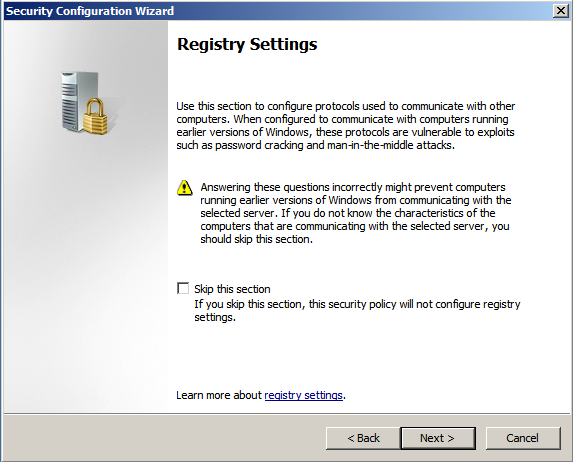 Security Configuration Wizard
Registry Settings
Use this section to configure protocols used to communicate with other
computers. When configured to communicate with computers running
earlier versions of Windows, these protocols are vulnerable to exploits
such as password cracking and man-in-the-middle attacks.
Answering these questions incorrectly might prevent computers
running earlier versions of Windows from communicating with the
selected server. If you do not know the characteristics of the
computers that are communicating with the selected server, you
should skip this section.
Skip this section
If you skip this section, this security policy will not configure registry
settings.
Learn more about registry settings.
< Back Next > Cancel